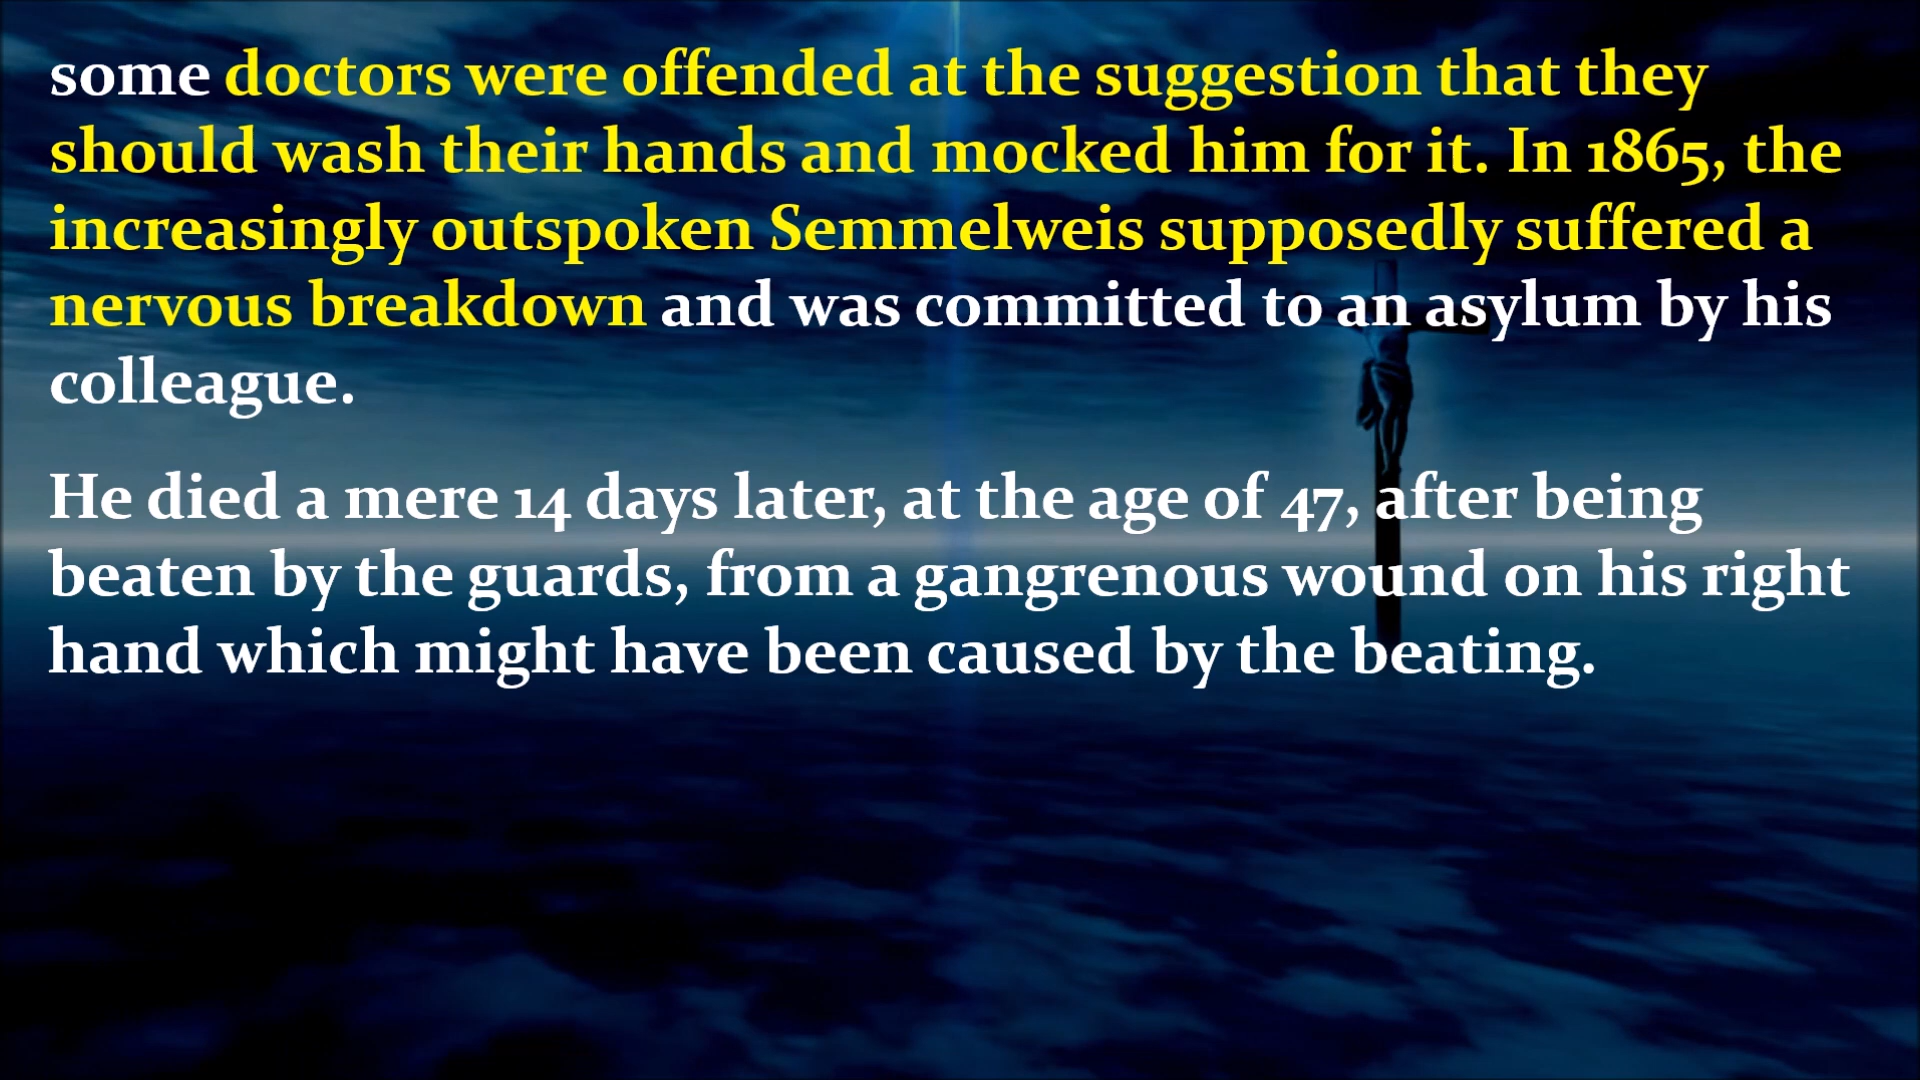 some doctors were offended at the suggestion that they
should wash their hands and mocked him for it. In 1865, the
increasingly outspoken Semmelweis supposedly suffered a
nervous breakdown and was committed to an asylum by his
colleague.
He died a mere 14 days later, at the age of 47, after being
beaten by the guards, from a gangrenous wound on his right
hand which might have been caused by the beating.